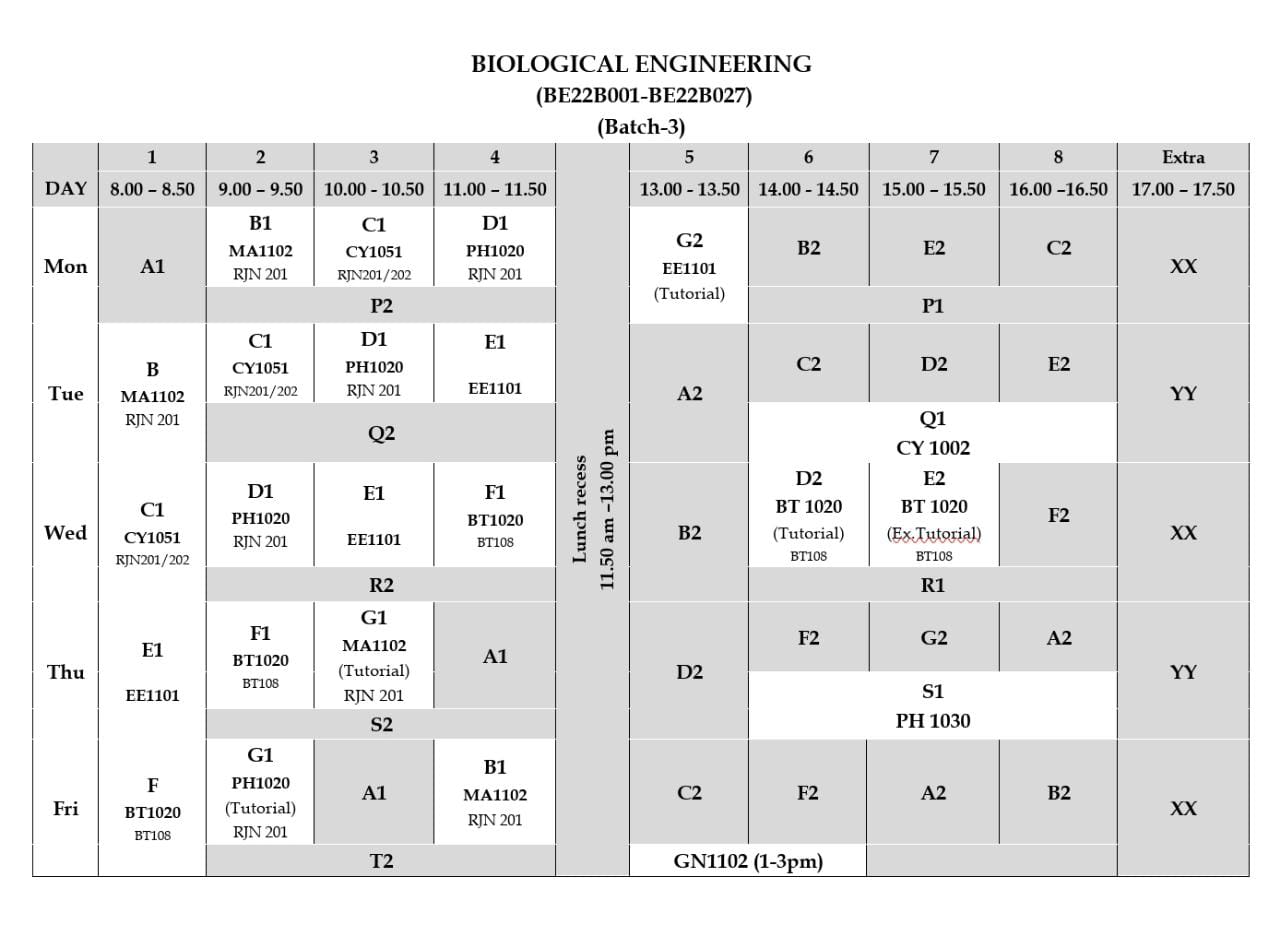 BIOLOGICAL ENGINEERING
(BE22B001-BE22B027)
(Batch-3)
1 2 3 4 5 6 7 8 Extra
DAY 8.00 – 8.50 9.00 – 9.50 10.00 - 10.50 11.00 – 11.50 13.00 - 13.50 14.00 - 14.50 15.00 – 15.50 16.00 –16.50 17.00 – 17.50
Lunch recess
11.50 am –13.00 pm
Mon
A1
B1
MA1102
RJN 201
C1
CY1051
RJN201/202
D1
PH1020
RJN 201
P2
G2
EE1101
(Tutorial)
B2
E2
C2
P1
XX
Tue
B
MA1102
RJN 201
C1
CY1051
RJN201/202
D1
PH1020
RJN 201
E1
EE1101
Q2
A2
C2
D2
E2
Q1
CY 1002
YY
Wed
C1
CY1051
RJN201/202
D1
PH1020
RJN 201
E1
EE1101
F1
BT1020
BT108
R2
B2
D2
BT 1020
(Tutorial)
BT108
E2
BT 1020
(Ex.Tutorial)
BT108
F2
R1
XX
Thu
E1
EE1101
F1
BT1020
BT108
G1
MA1102
(Tutorial)
RJN 201
A1
S2
D2
F2
G2
A2
S1
PH 1030
YY
Fri
F
BT1020
BT108
G1
PH1020
(Tutorial)
RJN 201
A1
B1
MA1102
RJN 201
T2
C2
F2
A2
B2
GN1102 (1-3pm)
XX